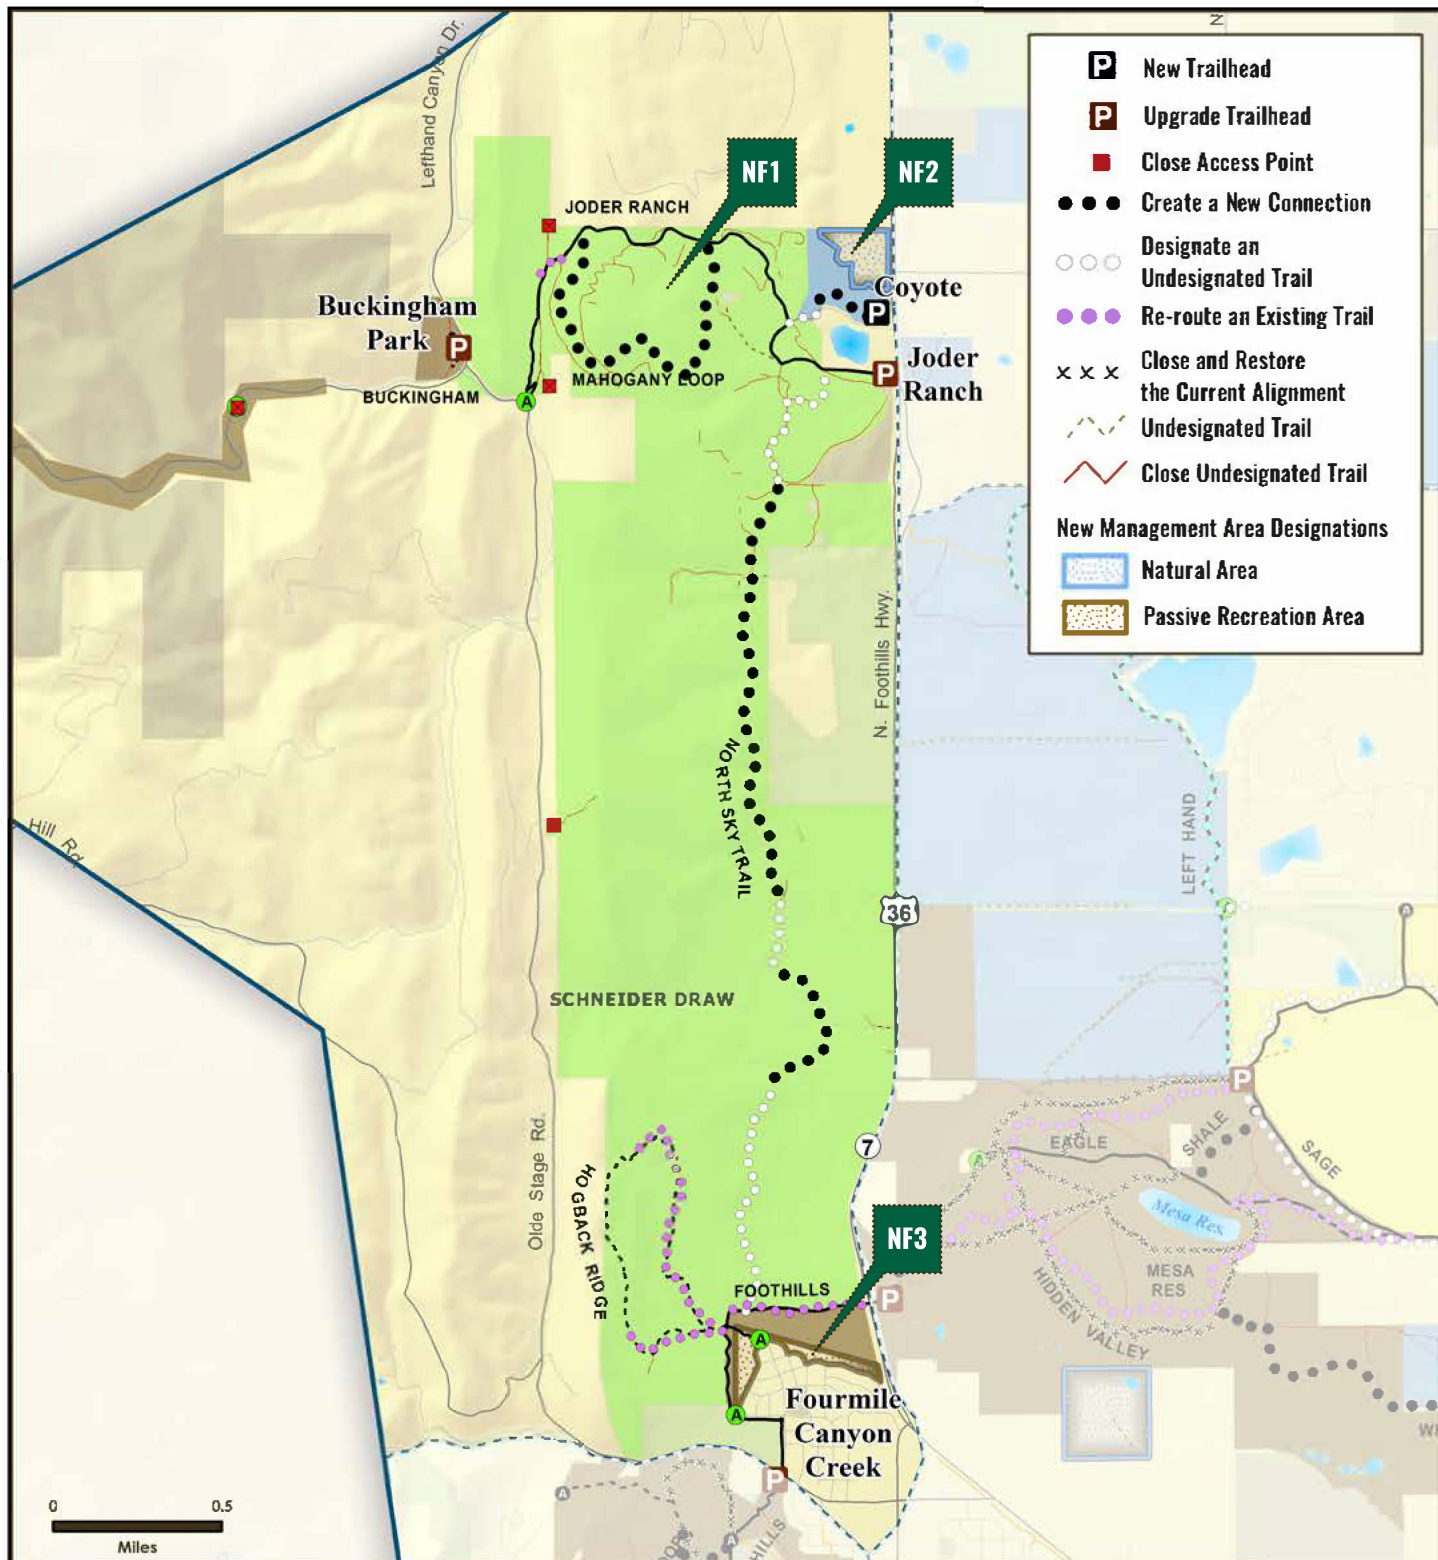 N
P New Trailhead
P Upgrade Trailhead
Close Access Point
Create a New Connection
Designate an
Undesignated Trail
Re-route an Existing Trail
Close and Restore
the Current Alignment
Undesignated Trail
Close Undesignated Trail
New Management Area Designations
Natural Area
Passive Recreation Area
Lefthand Canyon Dr.
NF1
NF2
JODER RANCH
Coyote
P
Buckingham
Park
P
Joder
Ranch
P
MAHOGANY LOOP
BUCKINGHAM
A
N. Foothills Hwy.
NORTH SKY TRAIL
Hill Rd
LEFT HAND
36
A
SCHNEIDER DRAW
P
Olde Stage Rd.
7
EAGLE
SHALE
SAGE
A
HOGBACK RIDGE
Mesa Res.
NF3
MESA
RES
HIDDEN VALLEY
FOOTHILLS
P
A
A
Fourmile
Canyon
Creek
P
A
A
HILLS
0 0.5
Miles